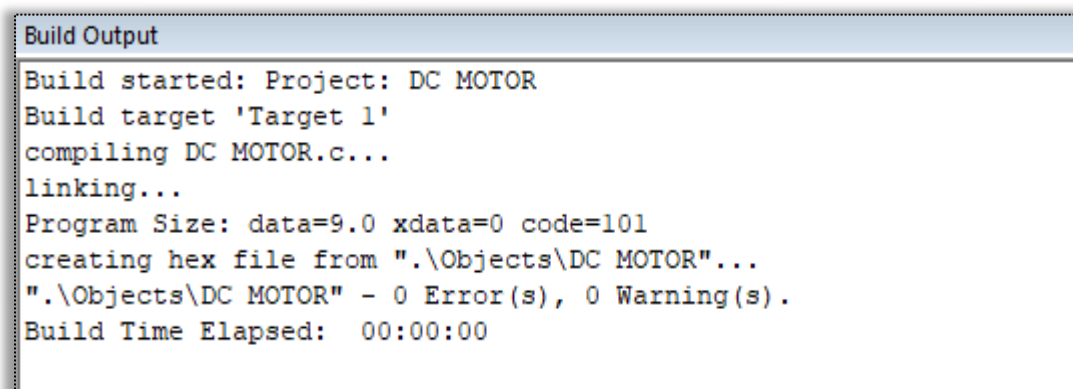 Build Output
Build started: Project: DC MOTOR
Build target 'Target 1'
compiling DC MOTOR.c...
linking...
Program Size: data=9.0 xdata=0 code=101
creating hex file from ".\Objects\DC MOTOR"...
".\Objects\DC MOTOR" - 0 Error(s), 0 Warning(s).
Build Time Elapsed:  00:00:00